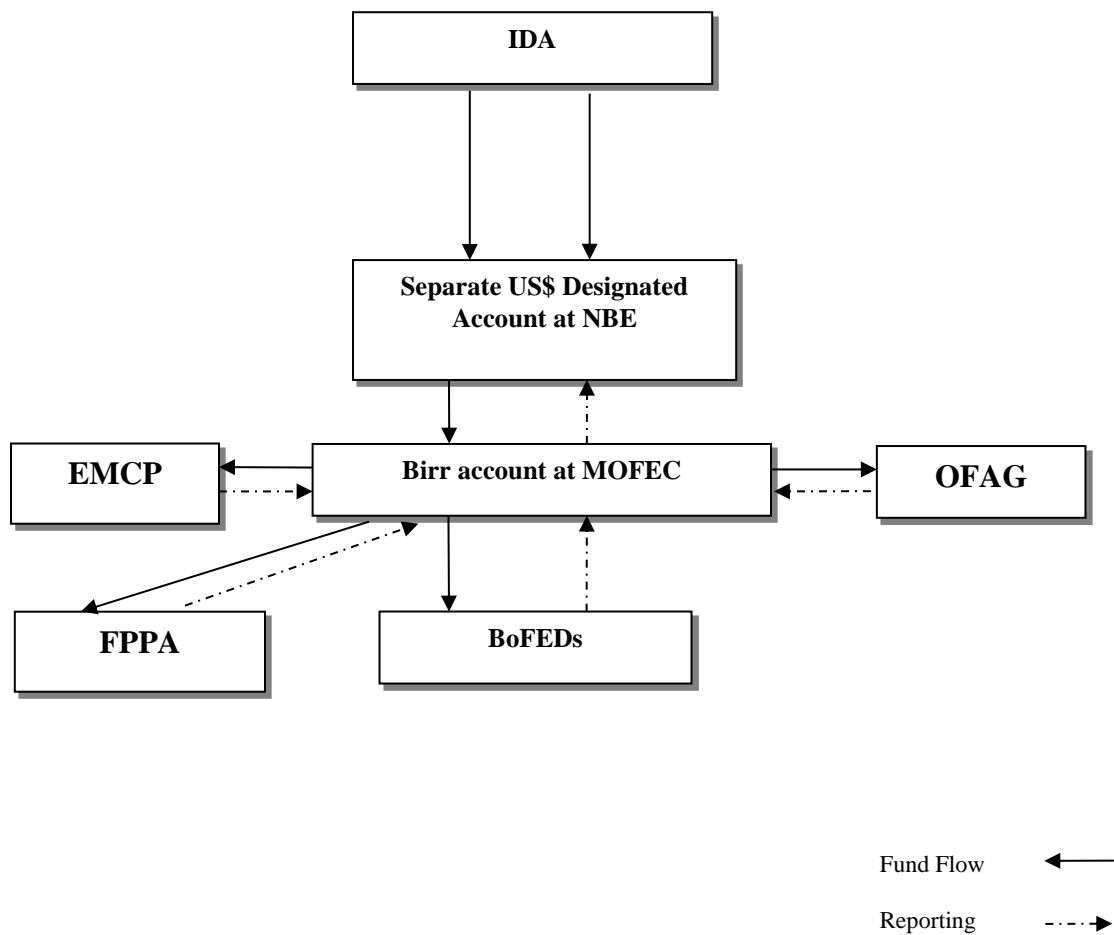 IDA
Separate US$ Designated
Account at NBE
EMCP
Birr account at MOFEC
OFAG
FPPA
BoFEDs
Fund Flow
Reporting